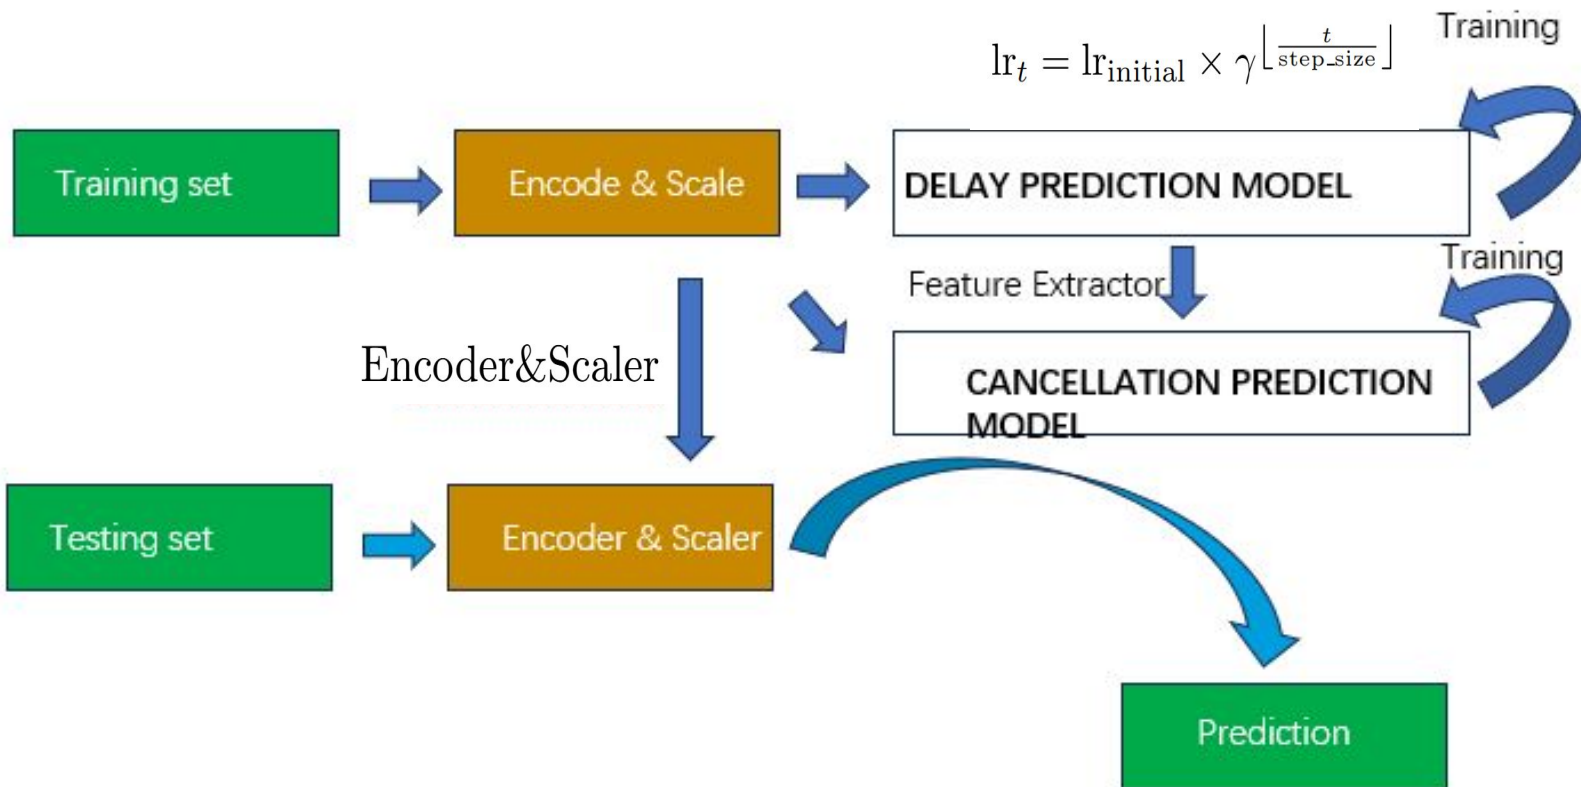 Training
lr_t = lr_initial × γ^⌊t/step_size⌋
Training set
Encode & Scale
DELAY PREDICTION MODEL
Training
Feature Extractor
Encoder&Scaler
CANCELLATION PREDICTION
MODEL
Testing set
Encoder & Scaler
Prediction